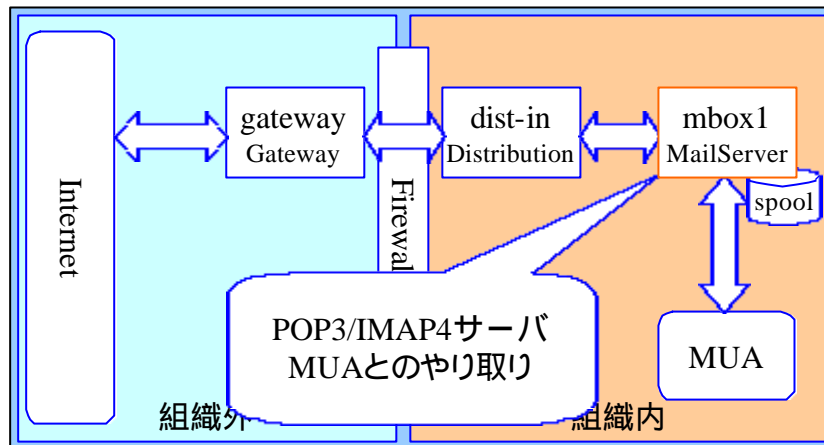 Internet
gateway
Gateway
Firewal
dist-in
Distribution
mbox1
MailServer
spool
POP3/IMAP4サーバ
MUAとのやり取り
MUA
組織外
組織内